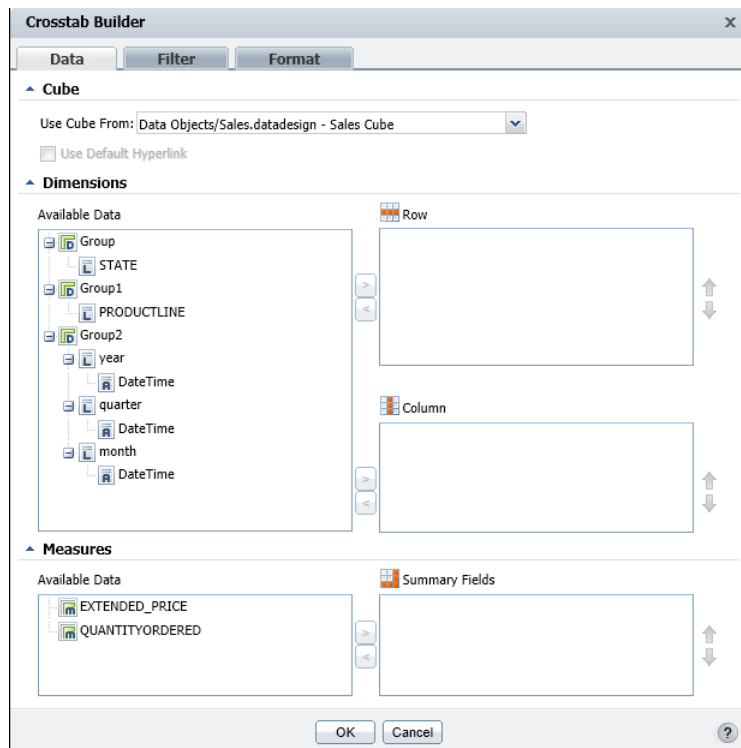 Crosstab Builder x
Data Filter Format
Cube
Use Cube From: Data Objects/Sales.datadesign - Sales Cube
Use Default Hyperlink
Dimensions
Available Data
Group
STATE
Group1
PRODUCTLINE
Group2
year
DateTime
quarter
DateTime
month
DateTime
Row
>
<
Column
>
<
Measures
Available Data
EXTENDED_PRICE
QUANTITYORDERED
>
<
Summary Fields
OK Cancel ?